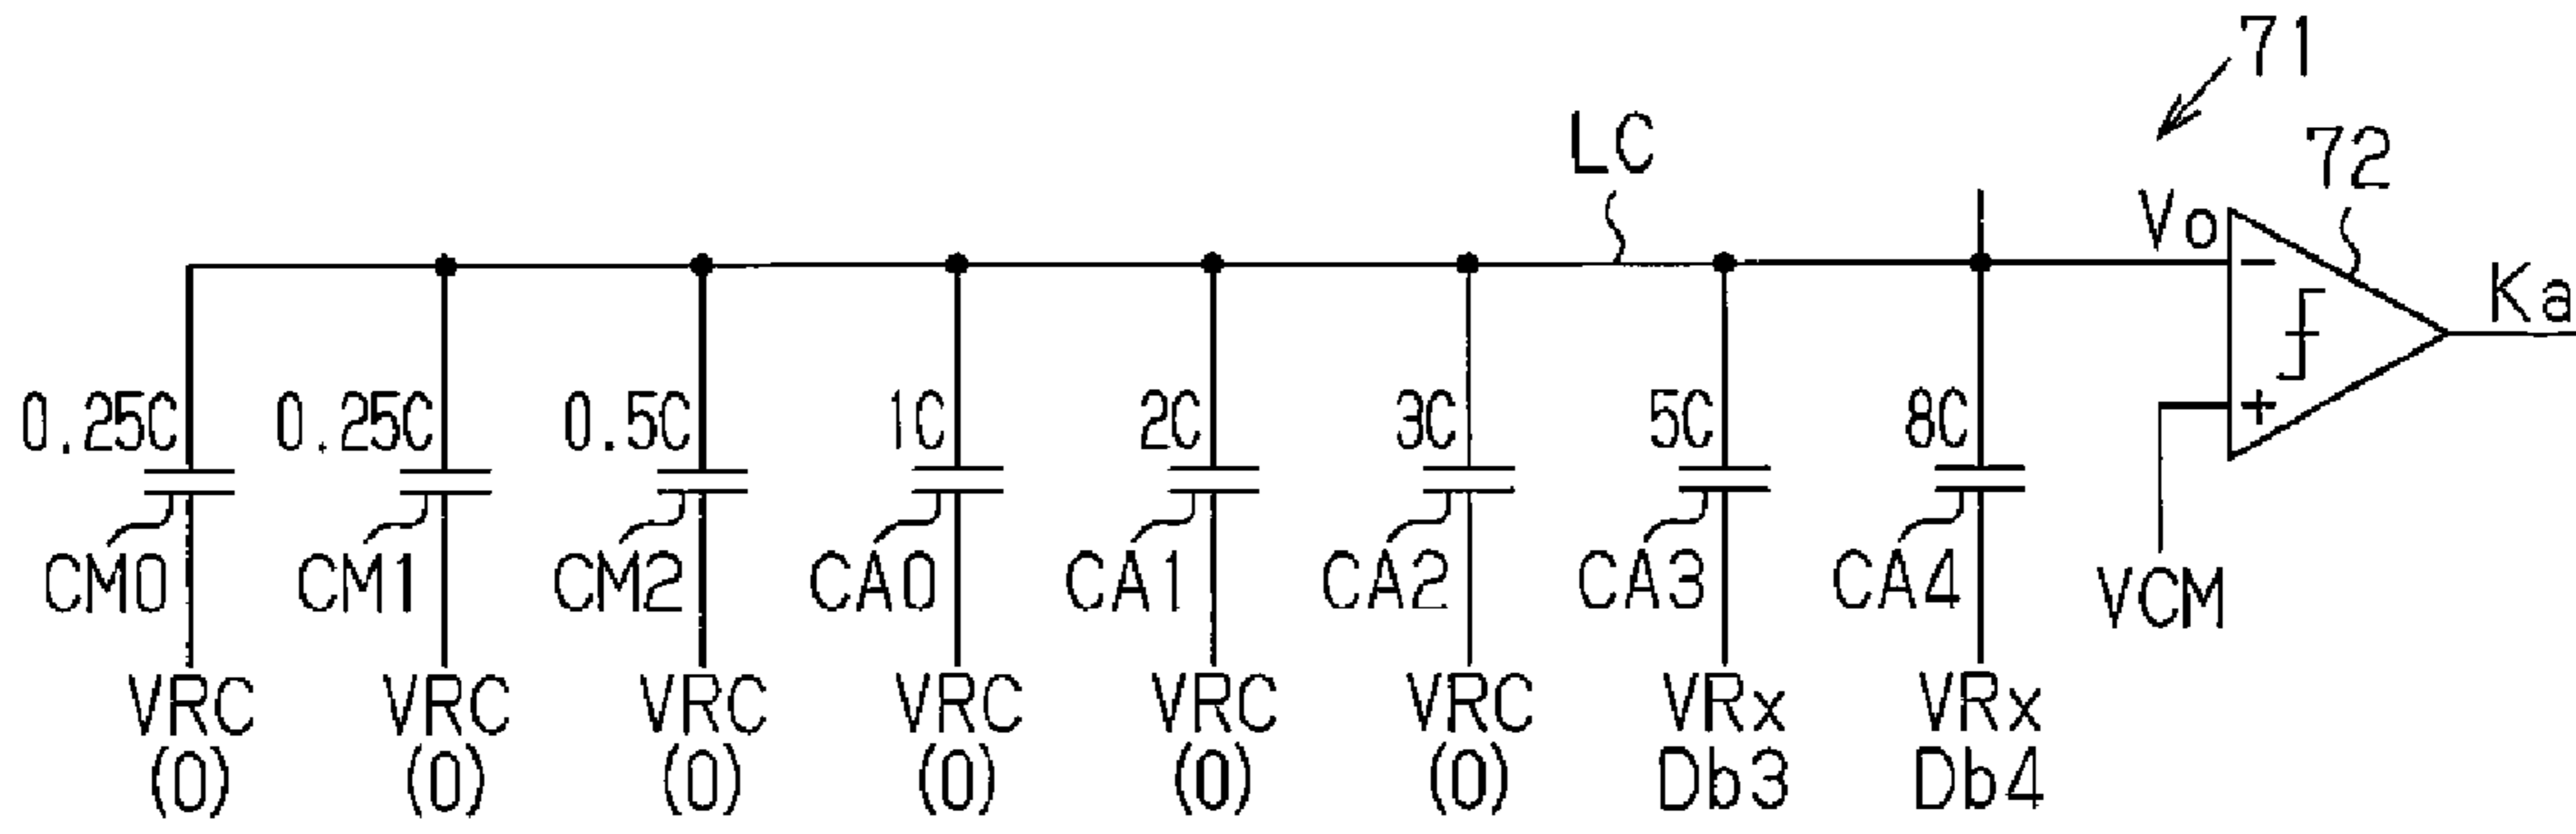 71
LC
72
Vo
Ka
0.25C 0.25C 0.5C 1C 2C 3C 5C 8C
CM0 CM1 CM2 CA0 CA1 CA2 CA3 CA4
VCM
VRC VRC VRC VRC VRC VRC VRx VRx
(0) (0) (0) (0) (0) (0) Db3 Db4